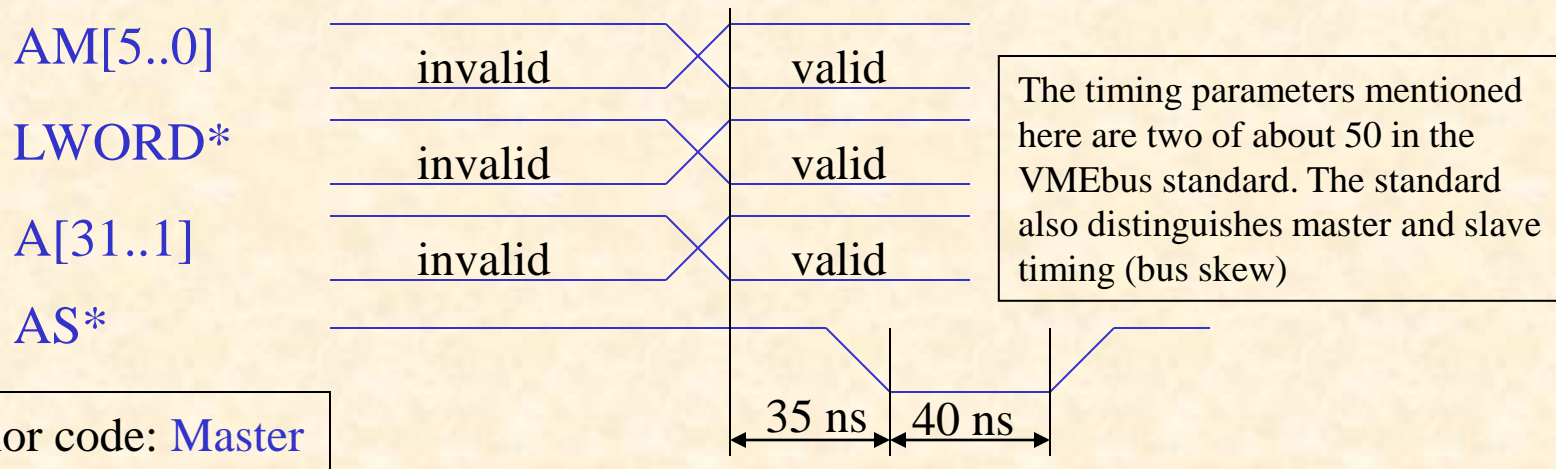 AM[5..0]
invalid
valid
LWORD*
invalid
valid
A[31..1]
invalid
valid
AS*
The timing parameters mentioned
here are two of about 50 in the
VMEbus standard. The standard
also distinguishes master and slave
timing (bus skew)
35 ns
40 ns
or code: Master